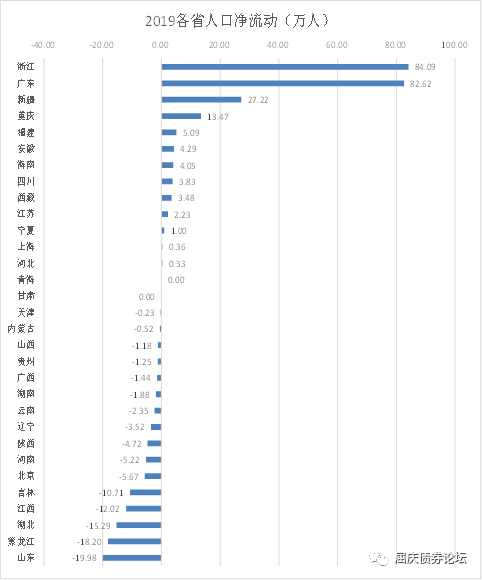 2019各省人口净流动（万人）
-40.00 -20.00 0.00 20.00 40.00 60.00 80.00 100.00
浙江 84.09
广东 82.62
新疆 27.22
重庆 13.47
福建 5.09
安徽 4.29
海南 4.05
四川 3.83
西藏 3.48
江苏 2.23
宁夏 1.00
上海 0.36
河北 0.33
青海 0.00
甘肃 0.00
天津 -0.23
内蒙古 -0.52
山西 -1.18
贵州 -1.25
广西 -1.44
湖南 -1.88
云南 -2.35
辽宁 -3.52
陕西 -4.72
河南 -5.22
北京 -5.67
吉林 -10.71
江西 -12.02
湖北 -15.29
黑龙江 -18.20
山东 -19.98
屈庆债券论坛